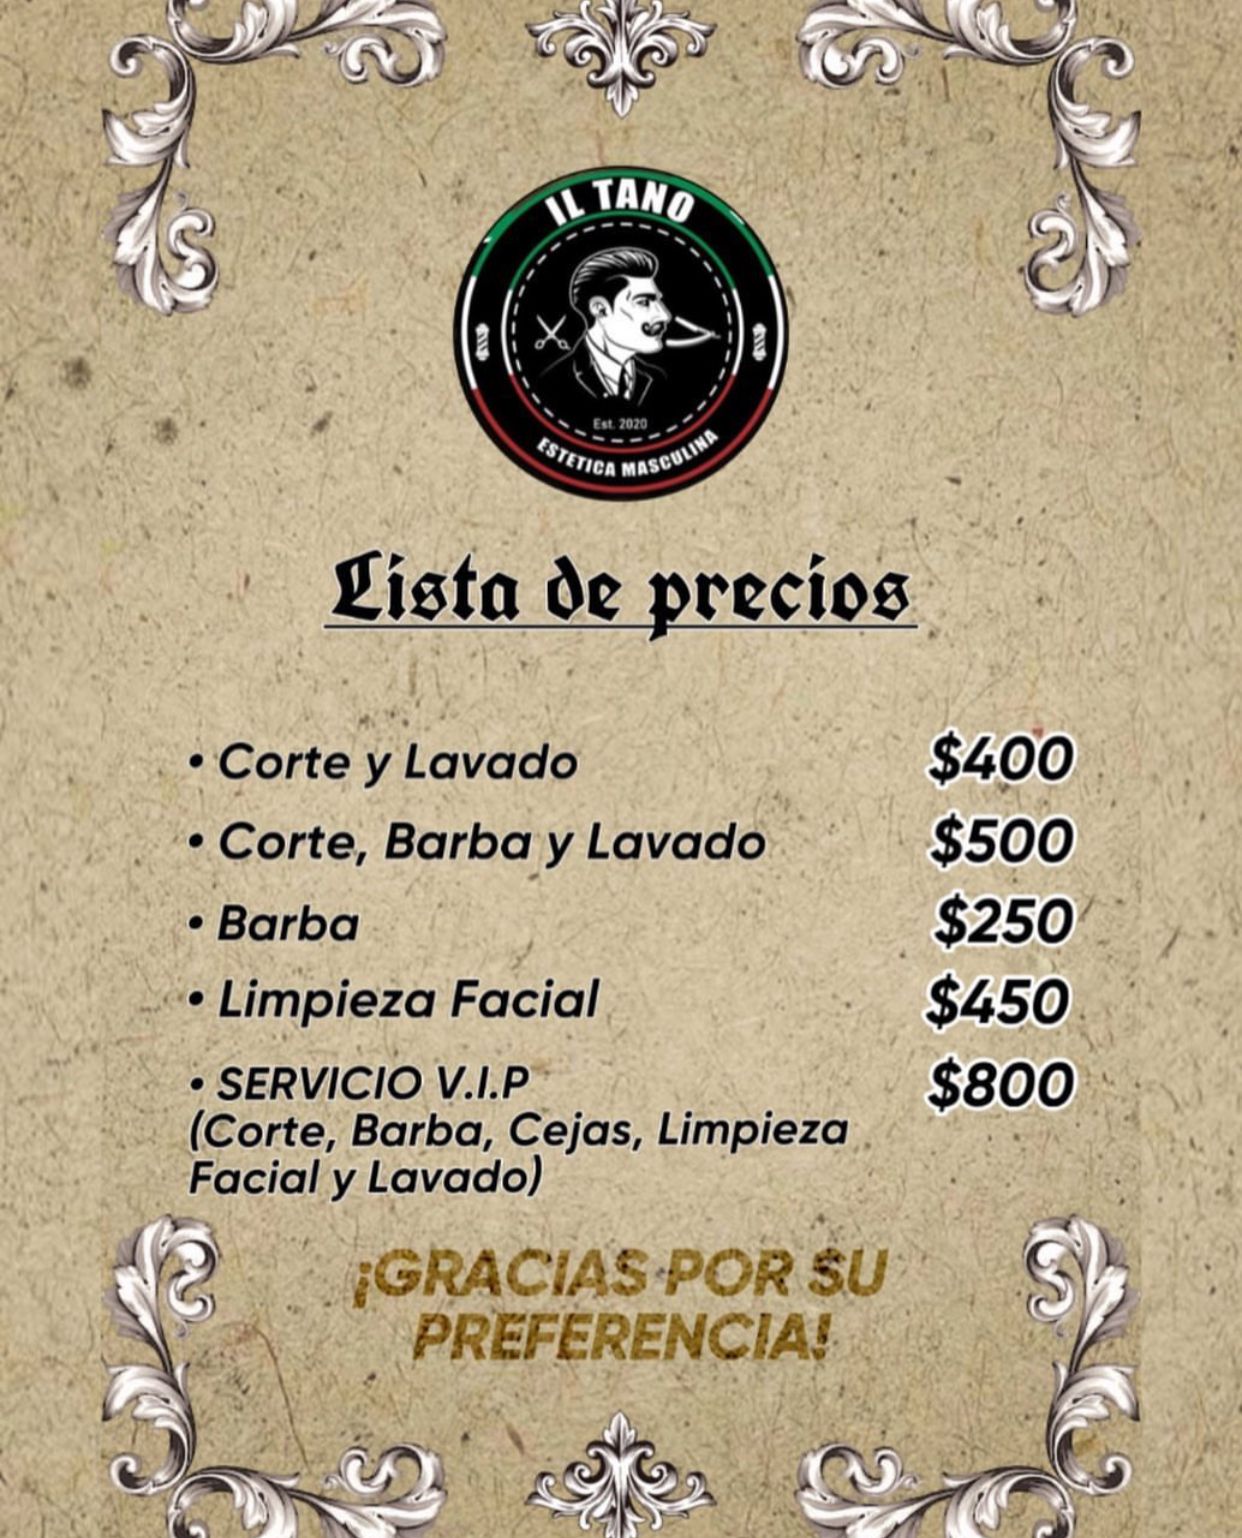 IL TANO
Est. 2020
ESTETICA MASCULINA
Lista de precios
• Corte y Lavado $400
• Corte, Barba y Lavado $500
• Barba $250
• Limpieza Facial $450
• SERVICIO V.I.P $800
(Corte, Barba, Cejas, Limpieza
Facial y Lavado)
¡GRACIAS POR SU
PREFERENCIA!